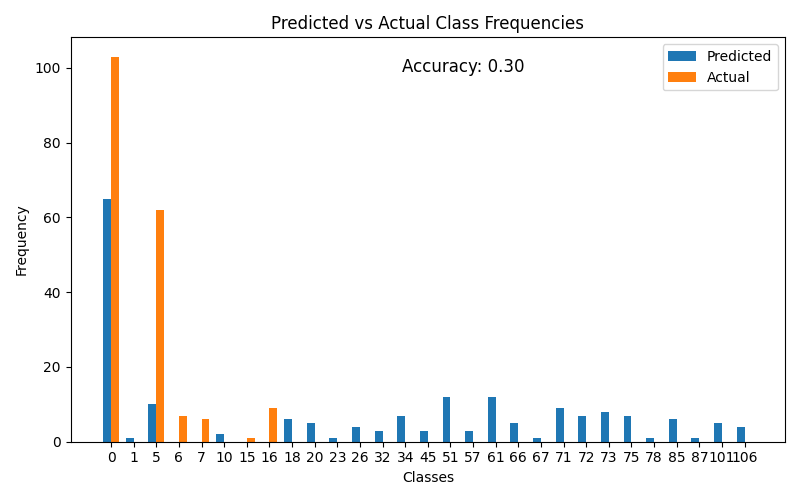 Predicted vs Actual Class Frequencies
Accuracy: 0.30
Predicted
Actual
Frequency
100
80
60
40
20
0
0 1 5 6 7 10 15 16 18 20 23 26 32 34 45 51 57 61 66 67 71 72 73 75 78 85 87 101 106
Classes